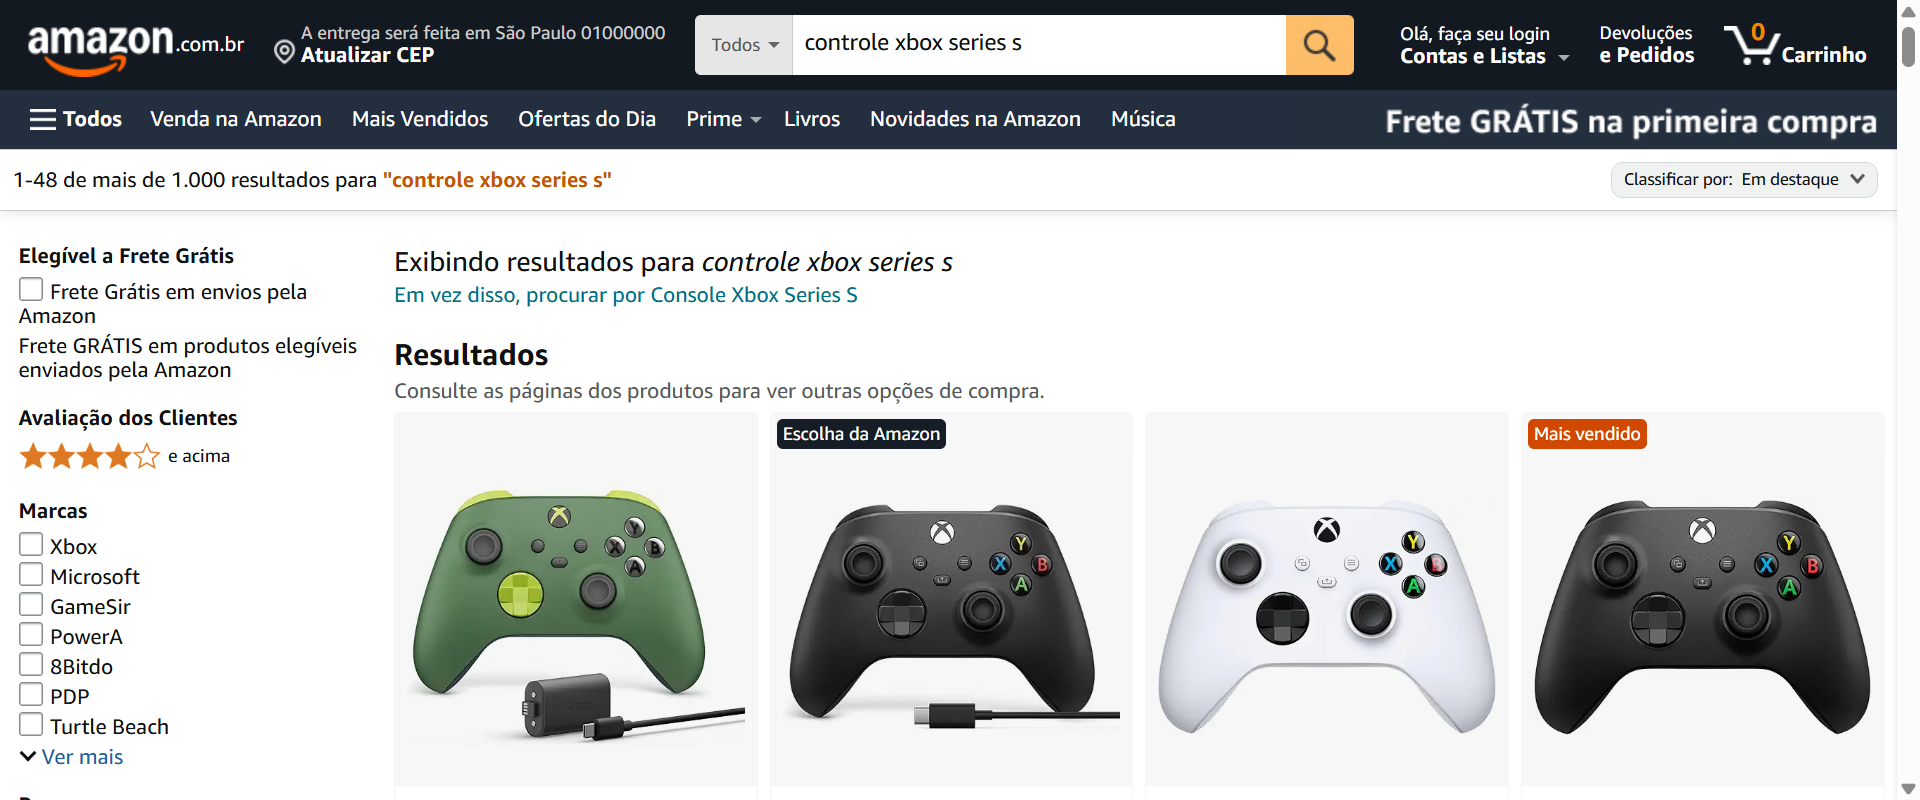 amazon.com.br
A entrega será feita em São Paulo 01000000
Atualizar CEP
Todos
controle xbox series s
Olá, faça seu login
Contas e Listas
Devoluções
e Pedidos
0
Carrinho
Todos
Venda na Amazon
Mais Vendidos
Ofertas do Dia
Prime
Livros
Novidades na Amazon
Música
Frete GRÁTIS na primeira compra
1-48 de mais de 1.000 resultados para "controle xbox series s"
Classificar por: Em destaque
Elegível a Frete Grátis
Frete Grátis em envios pela
Amazon
Frete GRÁTIS em produtos elegíveis
enviados pela Amazon
Avaliação dos Clientes
e acima
Marcas
Xbox
Microsoft
GameSir
PowerA
8Bitdo
PDP
Turtle Beach
Ver mais
Exibindo resultados para controle xbox series s
Em vez disso, procurar por Console Xbox Series S
Resultados
Consulte as páginas dos produtos para ver outras opções de compra.
Y
X
B
A
Escolha da Amazon
Y
X
B
A
Y
X
B
A
Mais vendido
Y
X
B
A